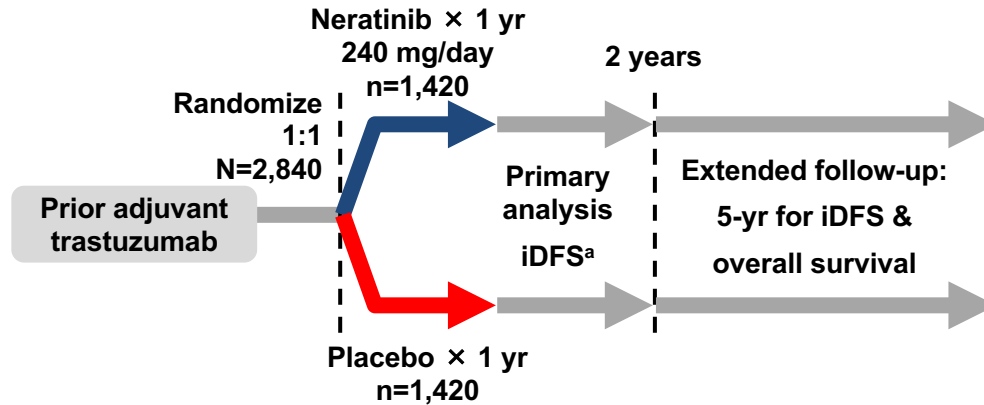 Neratinib × 1 yr
240 mg/day
n=1,420
2 years
Randomize
1:1
N=2,840
Prior adjuvant
trastuzumab
Primary
analysis
iDFSᵃ
Extended follow-up:
5-yr for iDFS &
overall survival
Placebo × 1 yr
n=1,420